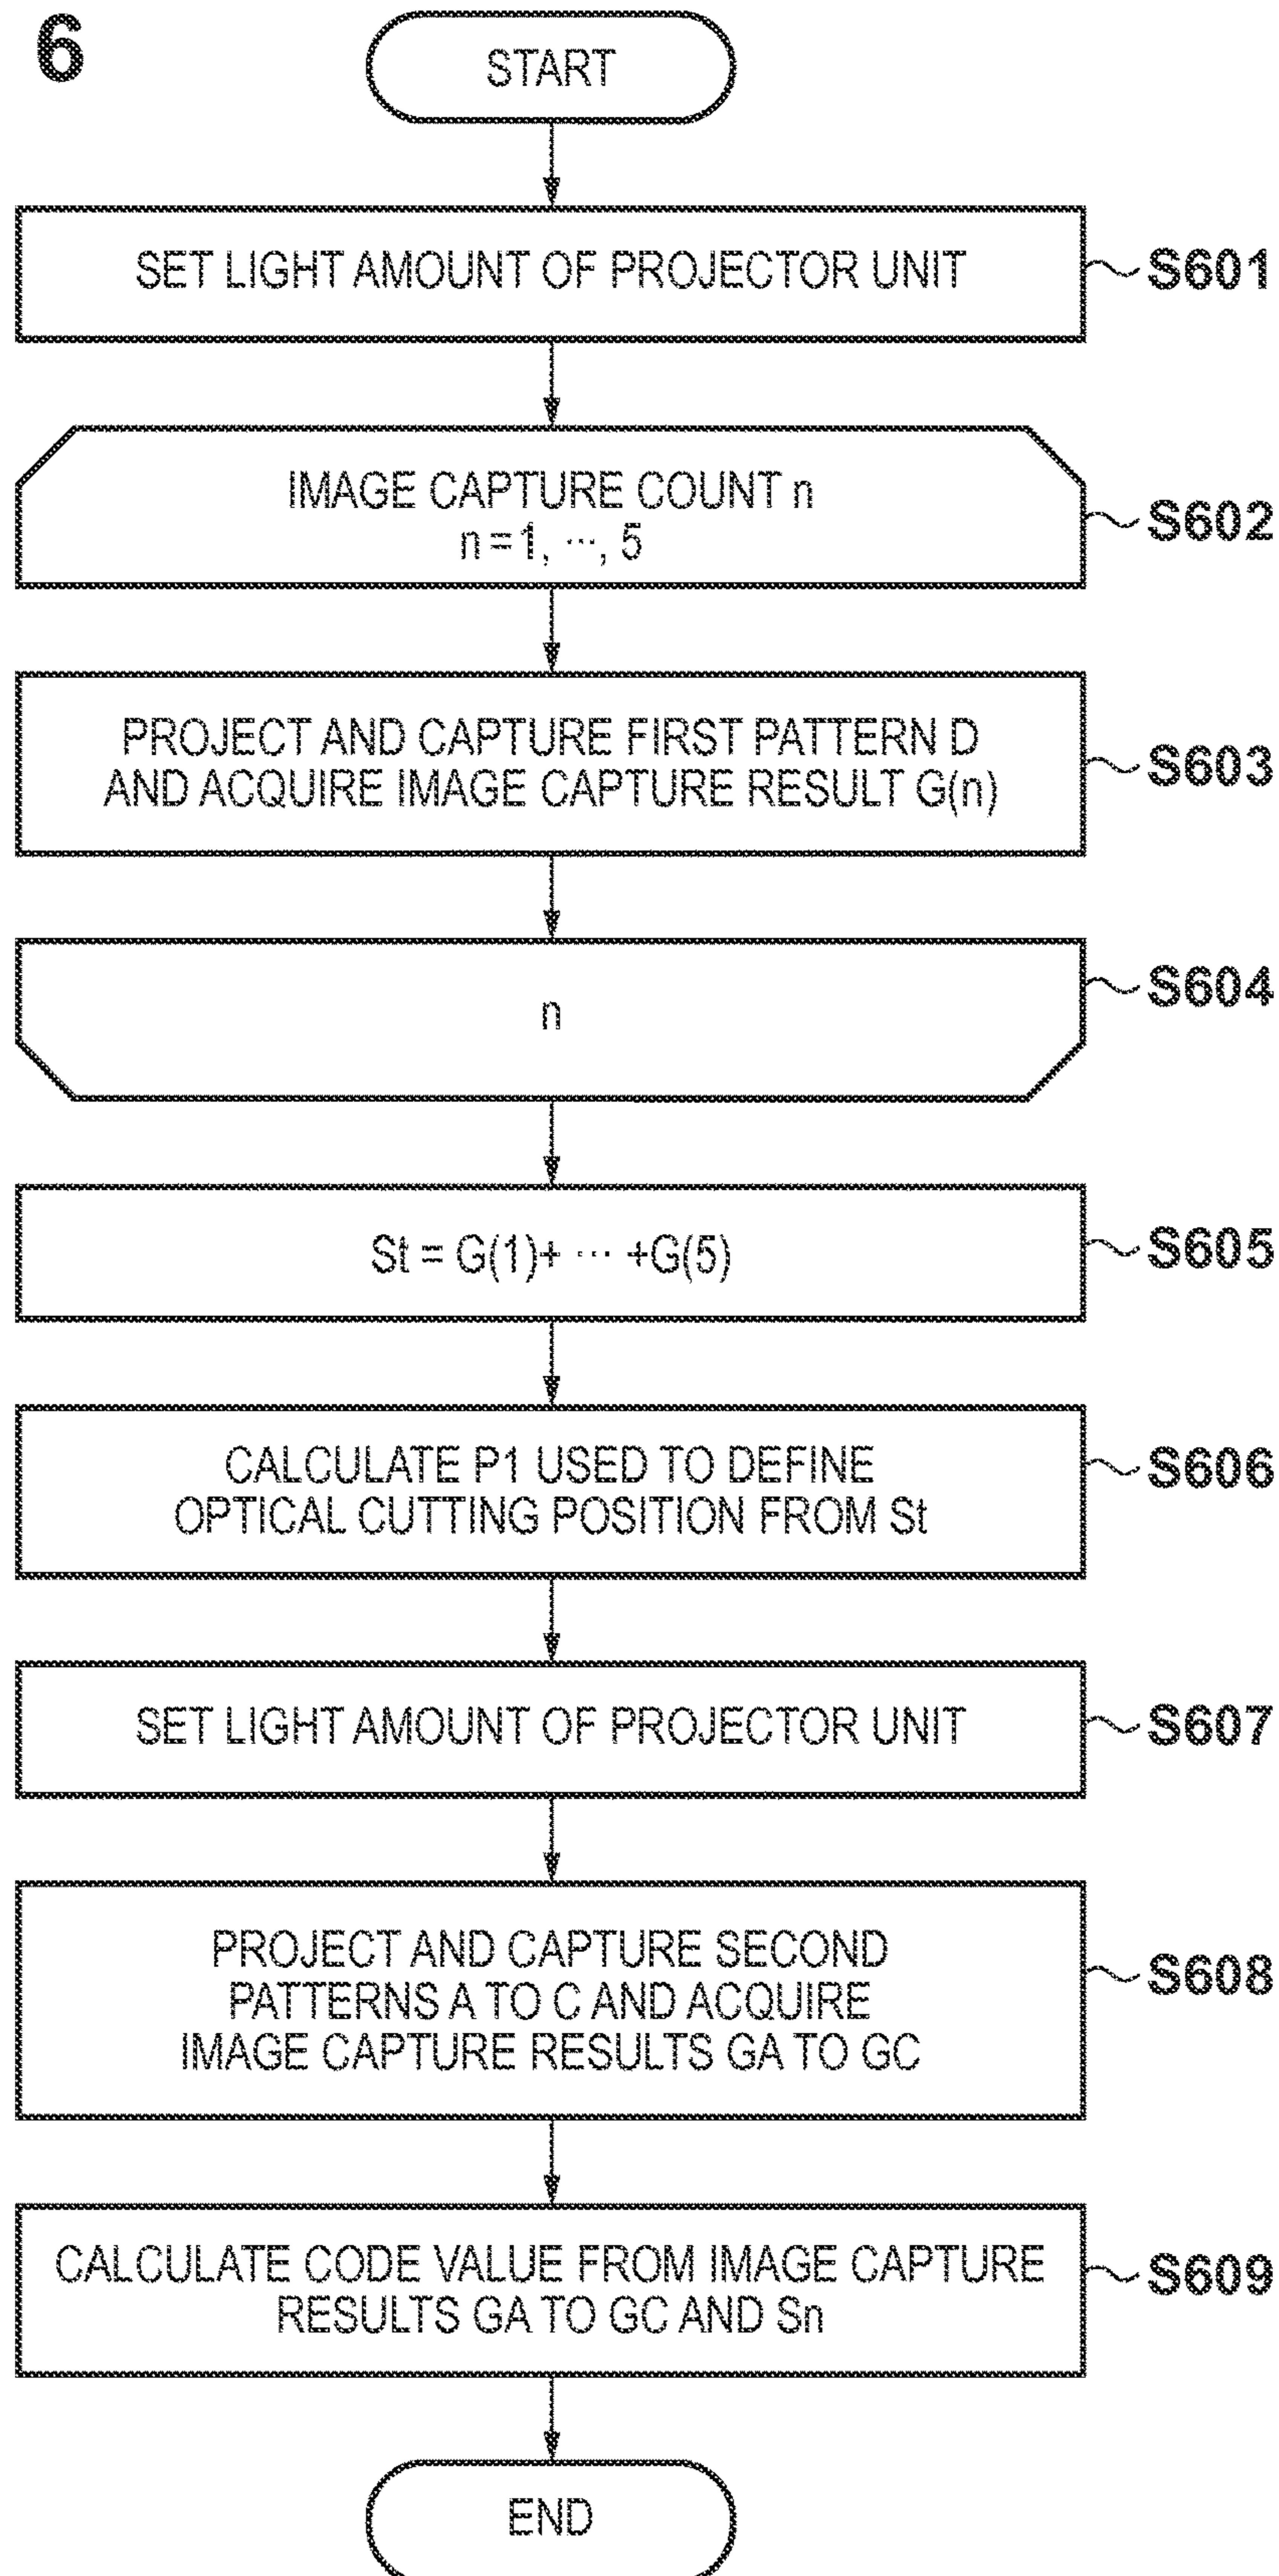 6
START
SET LIGHT AMOUNT OF PROJECTOR UNIT
S601
IMAGE CAPTURE COUNT n
n = 1, ···, 5
S602
PROJECT AND CAPTURE FIRST PATTERN D
AND ACQUIRE IMAGE CAPTURE RESULT G(n)
S603
n
S604
St = G(1)+ ··· +G(5)
S605
CALCULATE P1 USED TO DEFINE
OPTICAL CUTTING POSITION FROM St
S606
SET LIGHT AMOUNT OF PROJECTOR UNIT
S607
PROJECT AND CAPTURE SECOND
PATTERNS A TO C AND ACQUIRE
IMAGE CAPTURE RESULTS GA TO GC
S608
CALCULATE CODE VALUE FROM IMAGE CAPTURE
RESULTS GA TO GC AND Sn
S609
END